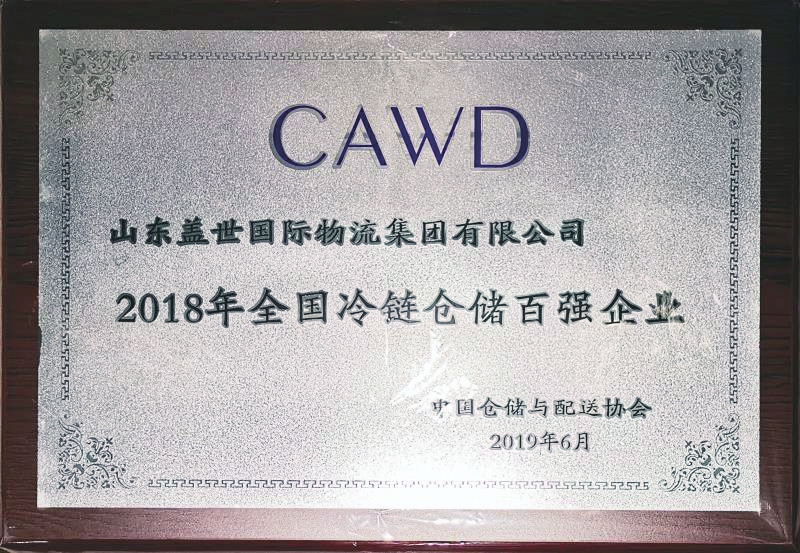 CAWD
山东盖世国际物流集团有限公司
2018年全国冷链仓储百强企业
中国仓储与配送协会
2019年6月